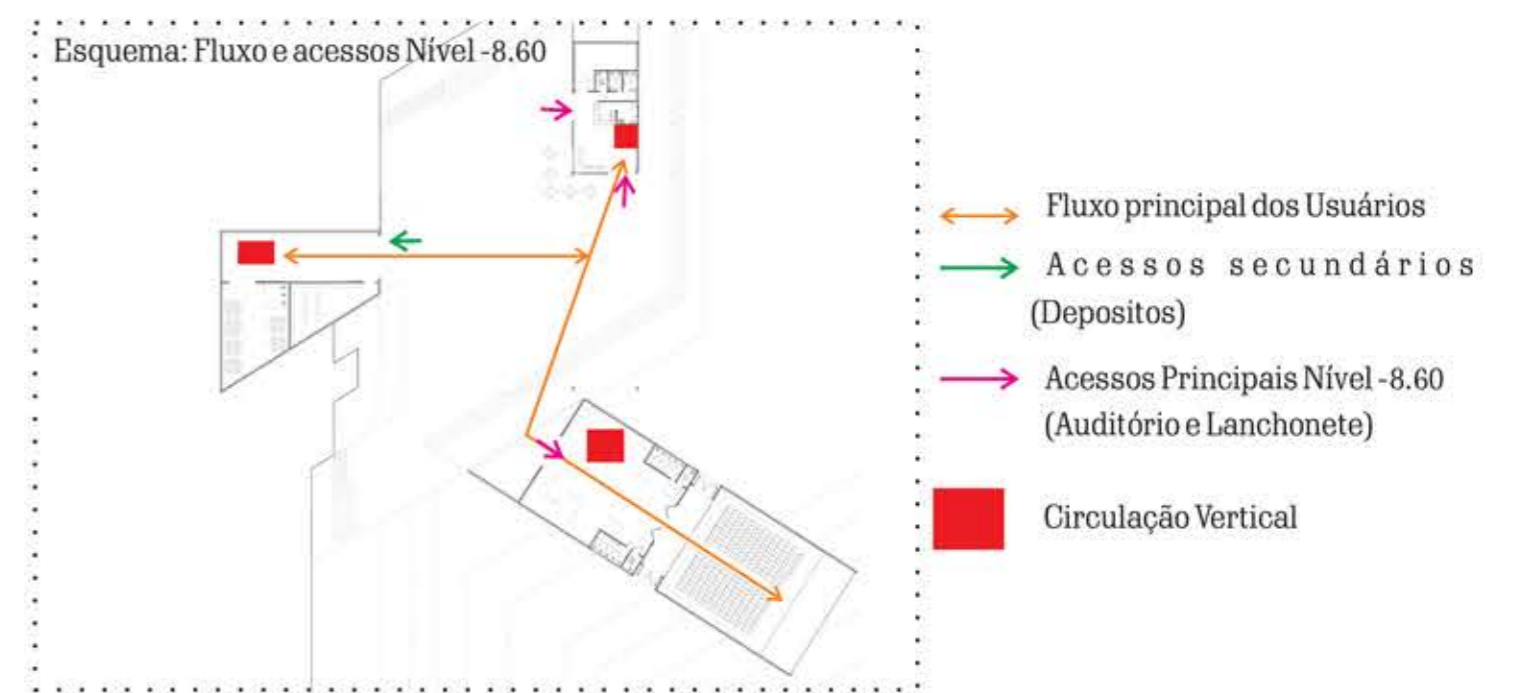 Esquema: Fluxo e acessos Nível -8.60
Fluxo principal dos Usuários
Acessos secundários
(Depositos)
Acessos Principais Nível -8.60
(Auditório e Lanchonete)
Circulação Vertical